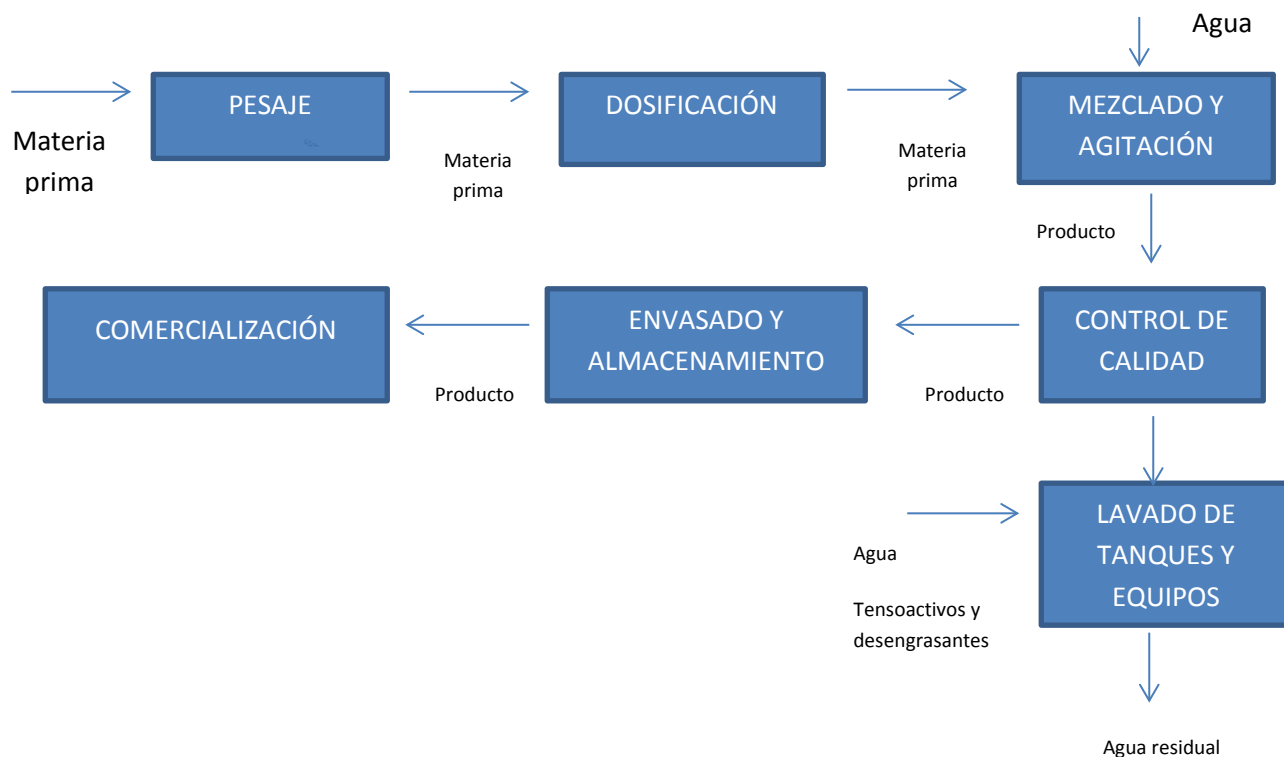 Agua
PESAJE
DOSIFICACIÓN
MEZCLADO Y
AGITACIÓN
Materia
prima
Materia
prima
Materia
prima
Producto
COMERCIALIZACIÓN
ENVASADO Y
ALMACENAMIENTO
CONTROL DE
CALIDAD
Producto
Producto
LAVADO DE
TANQUES Y
EQUIPOS
Agua
Tensoactivos y
desengrasantes
Agua residual